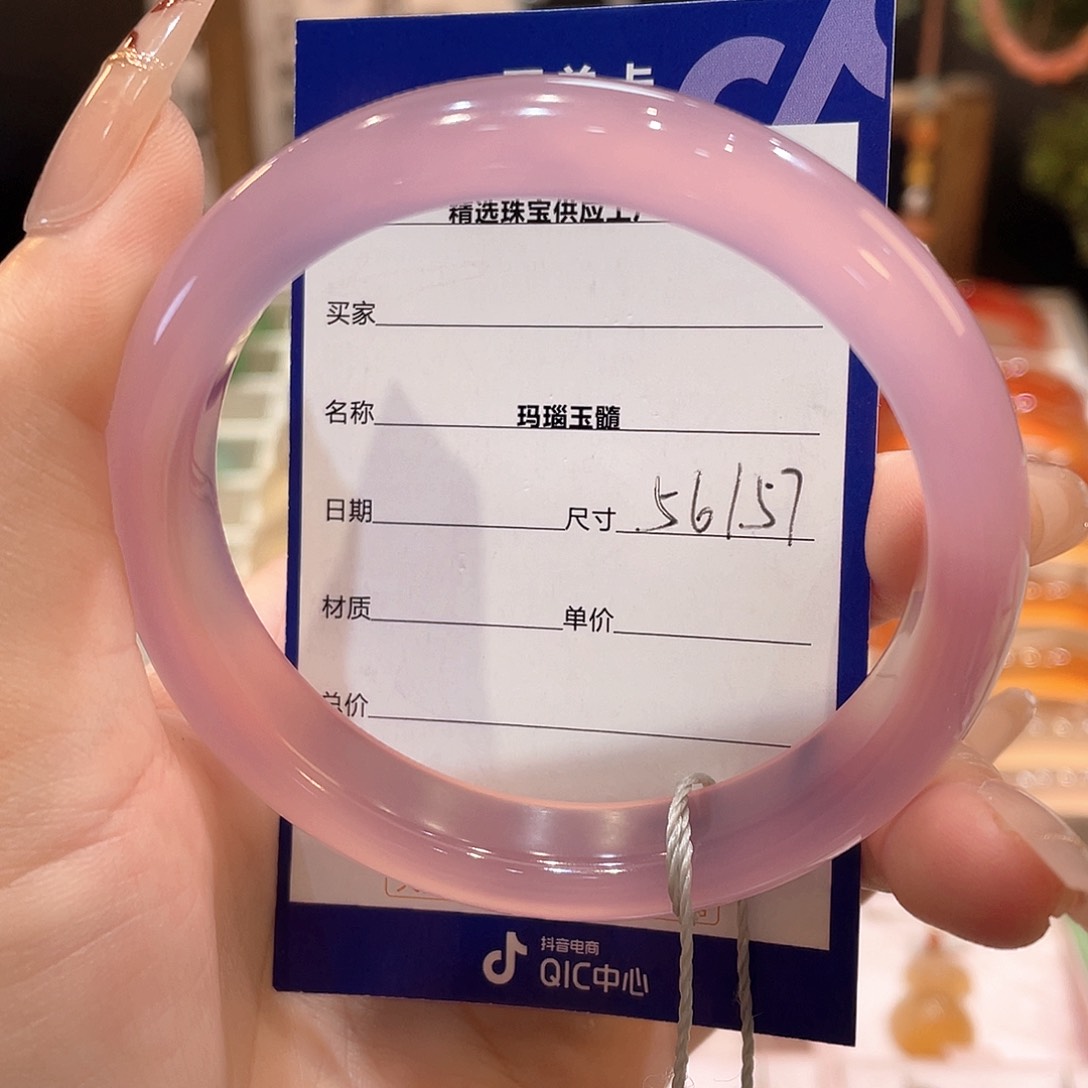 精选珠宝供应工厂
买家
名称 玛瑙玉髓
日期 尺寸 56/57
材质 单价
总价
抖音电商
QIC中心